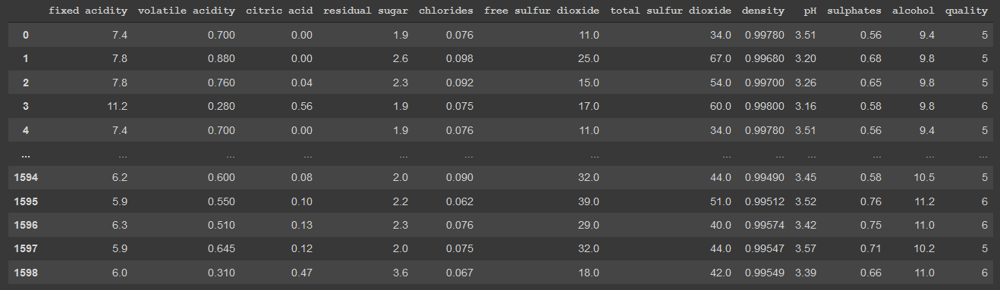 fixed acidity volatile acidity citric acid residual sugar chlorides free sulfur dioxide total sulfur dioxide density pH sulphates alcohol quality
0 7.4 0.700 0.00 1.9 0.076 11.0 34.0 0.99780 3.51 0.56 9.4 5
1 7.8 0.880 0.00 2.6 0.098 25.0 67.0 0.99680 3.20 0.68 9.8 5
2 7.8 0.760 0.04 2.3 0.092 15.0 54.0 0.99700 3.26 0.65 9.8 5
3 11.2 0.280 0.56 1.9 0.075 17.0 60.0 0.99800 3.16 0.58 9.8 6
4 7.4 0.700 0.00 1.9 0.076 11.0 34.0 0.99780 3.51 0.56 9.4 5
... ... ... ... ... ... ... ... ... ... ... ... ...
1594 6.2 0.600 0.08 2.0 0.090 32.0 44.0 0.99490 3.45 0.58 10.5 5
1595 5.9 0.550 0.10 2.2 0.062 39.0 51.0 0.99512 3.52 0.76 11.2 6
1596 6.3 0.510 0.13 2.3 0.076 29.0 40.0 0.99574 3.42 0.75 11.0 6
1597 5.9 0.645 0.12 2.0 0.075 32.0 44.0 0.99547 3.57 0.71 10.2 5
1598 6.0 0.310 0.47 3.6 0.067 18.0 42.0 0.99549 3.39 0.66 11.0 6